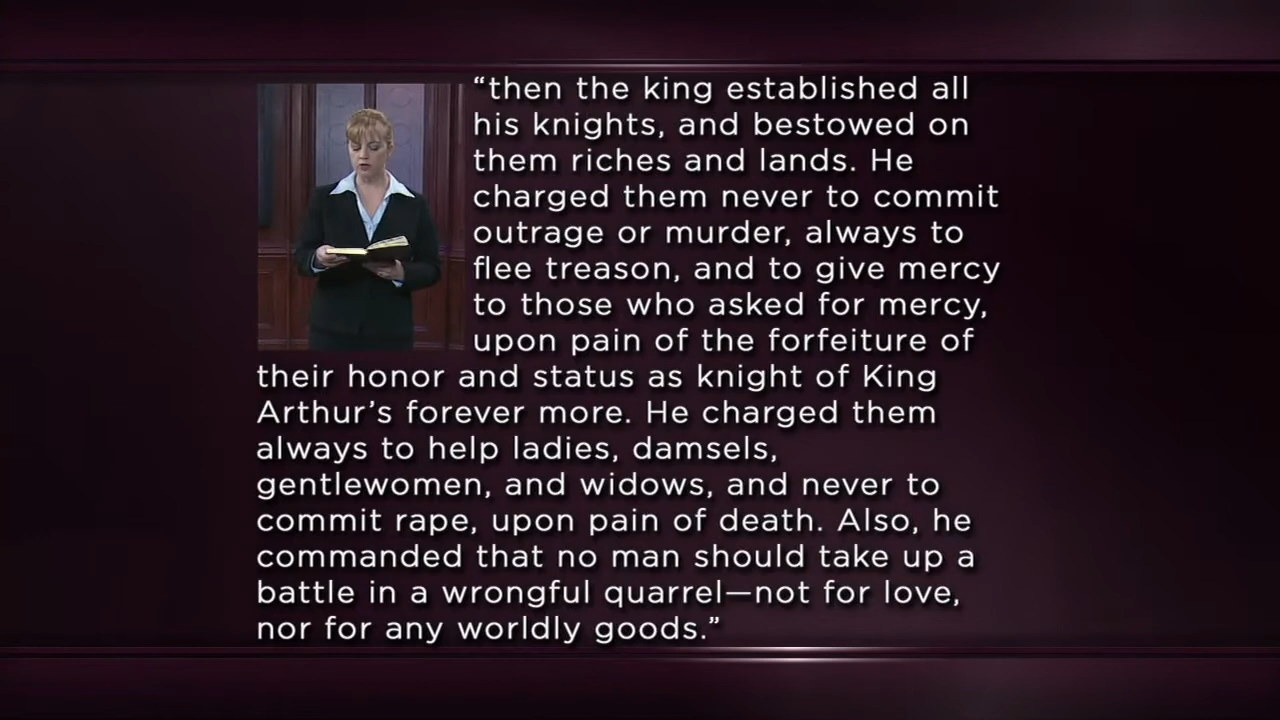 “then the king established all
his knights, and bestowed on
them riches and lands. He
charged them never to commit
outrage or murder, always to
flee treason, and to give mercy
to those who asked for mercy,
upon pain of the forfeiture of
their honor and status as knight of King
Arthur’s forever more. He charged them
always to help ladies, damsels,
gentlewomen, and widows, and never to
commit rape, upon pain of death. Also, he
commanded that no man should take up a
battle in a wrongful quarrel—not for love,
nor for any worldly goods.”